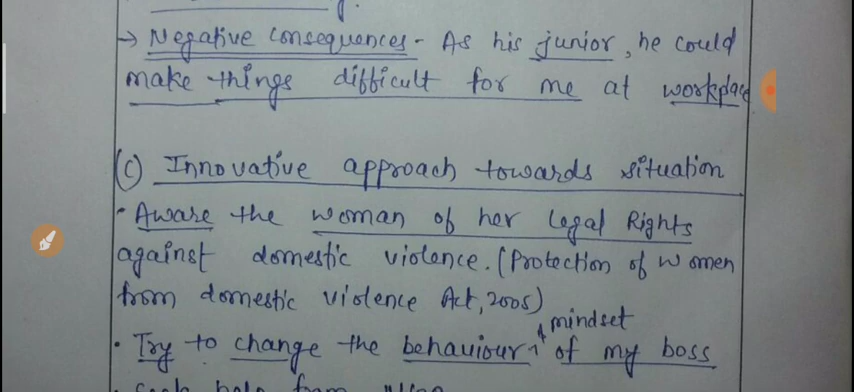 → Negative consequences - As his junior, he could
make things difficult for me at workplace
(c) Innovative approach towards situation
• Aware the woman of her Legal Rights
against domestic violence. (Protection of women
from domestic violence Act, 2005)
• Try to change the behaviour & mindset of my boss